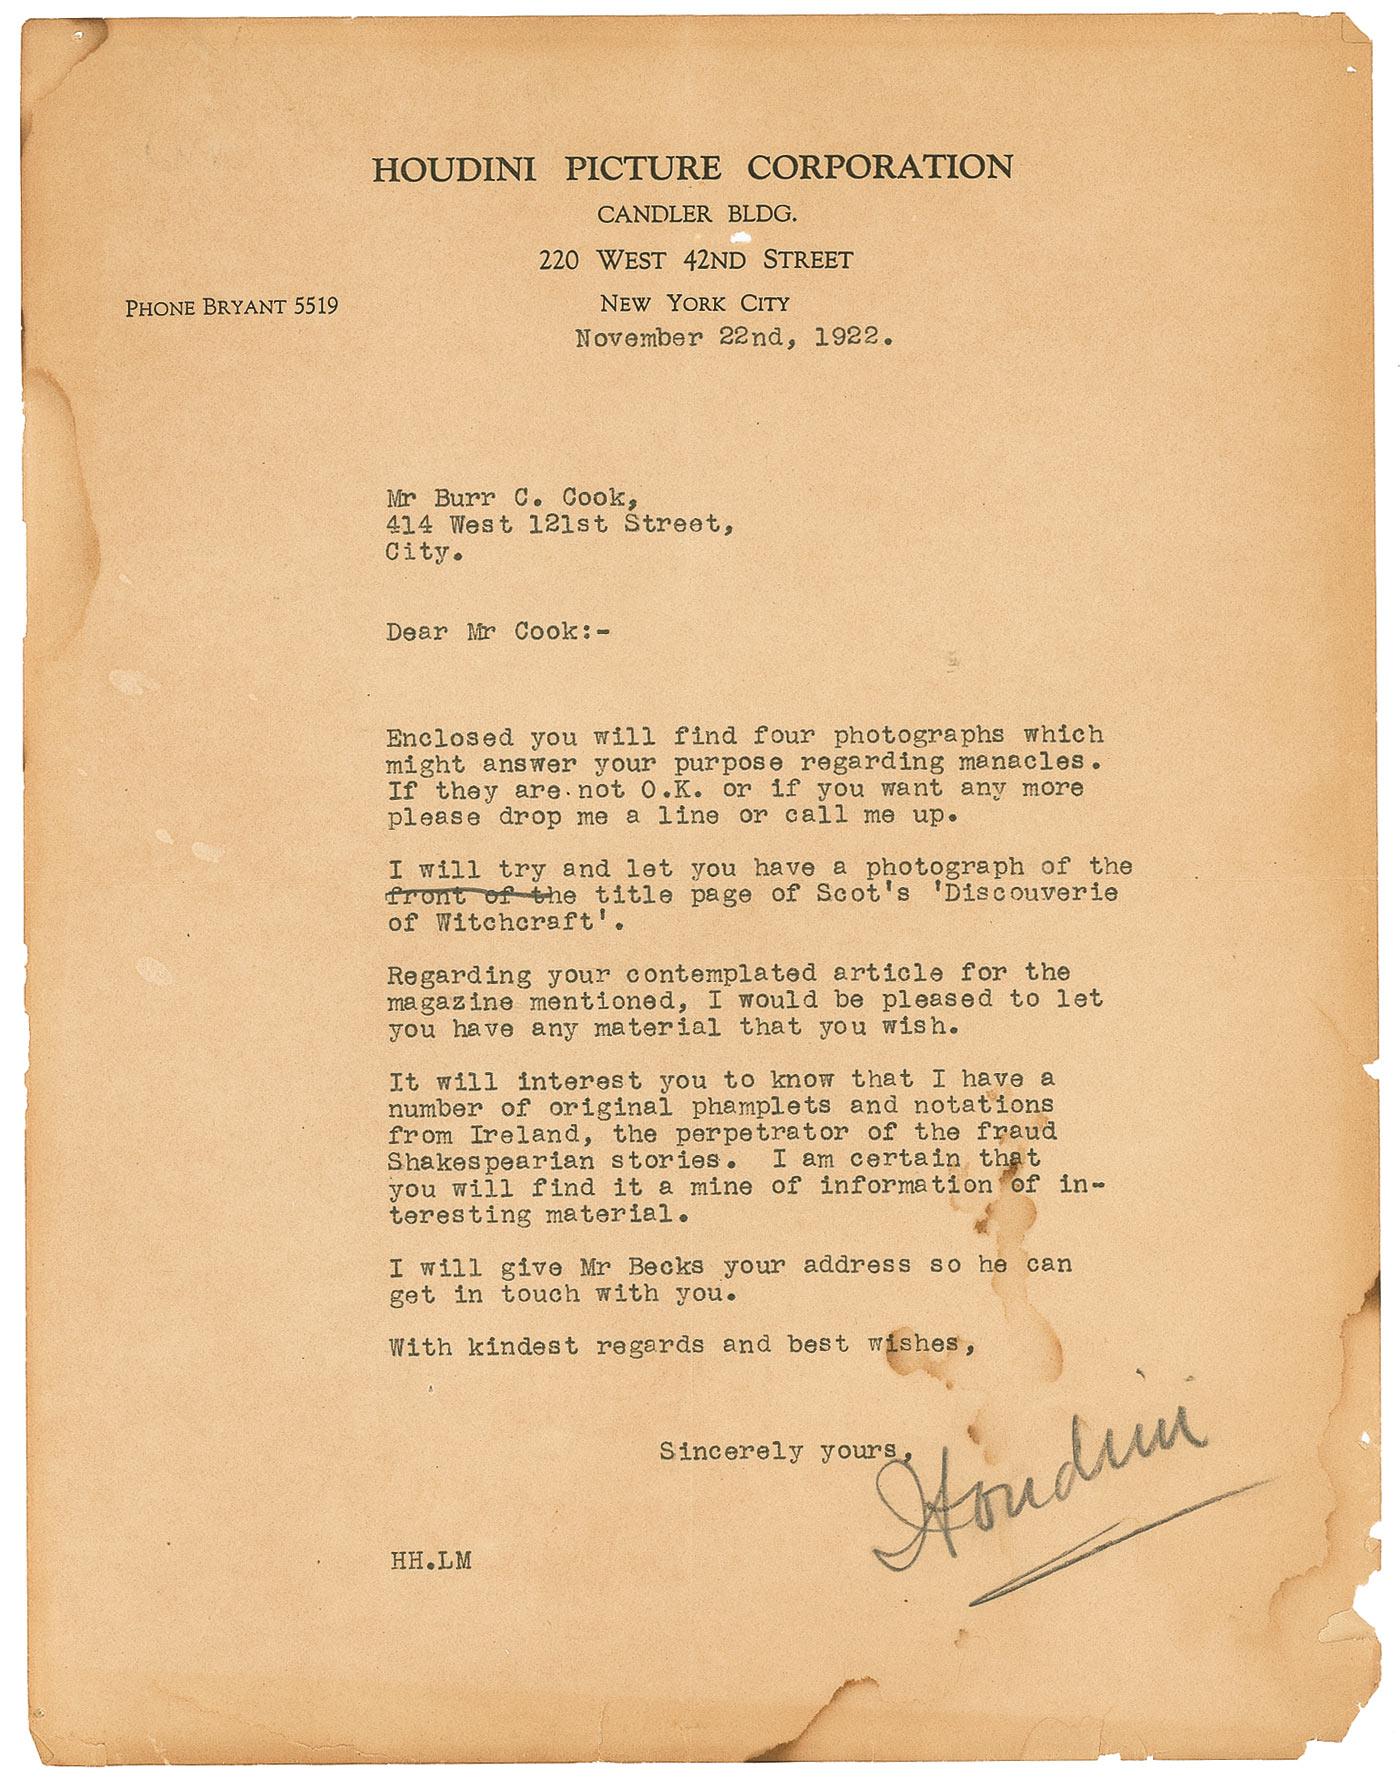 HOUDINI PICTURE CORPORATION
CANDLER BLDG.
220 WEST 42ND STREET
PHONE BRYANT 5519
NEW YORK CITY
November 22nd, 1922.
Mr Burr C. Cook,
414 West 121st Street,
City.
Dear Mr Cook:-
Enclosed you will find four photographs which
might answer your purpose regarding manacles.
If they are not O.K. or if you want any more
please drop me a line or call me up.
I will try and let you have a photograph of the
front of the title page of Scot's 'Discouverie
of Witchcraft'.
Regarding your contemplated article for the
magazine mentioned, I would be pleased to let
you have any material that you wish.
It will interest you to know that I have a
number of original phamplets and notations
from Ireland, the perpetrator of the fraud
Shakespearian stories. I am certain that
you will find it a mine of information of in-
teresting material.
I will give Mr Becks your address so he can
get in touch with you.
With kindest regards and best wishes,
Sincerely yours,
Houdini
HH.LM